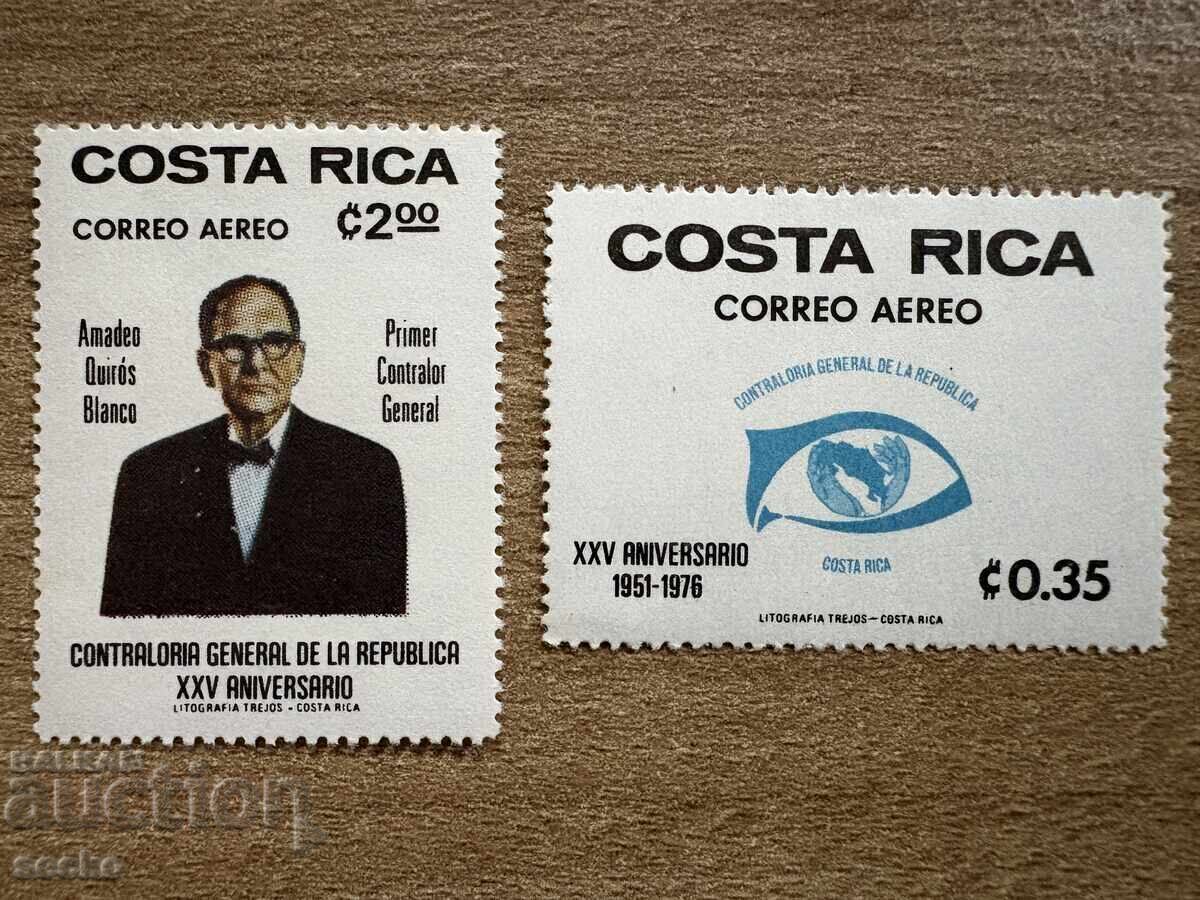 COSTA RICA
CORREO AEREO ₡2.00
Amadeo
Quirós
Blanco
Primer
Contralor
General
CONTRALORIA GENERAL DE LA REPUBLICA
XXV ANIVERSARIO
LITOGRAFIA TREJOS - COSTA RICA
COSTA RICA
CORREO AEREO
CONTRALORIA GENERAL DE LA REPUBLICA
COSTA RICA
XXV ANIVERSARIO
1951-1976
₡0.35
LITOGRAFIA TREJOS - COSTA RICA
BALKAN
auction
secko